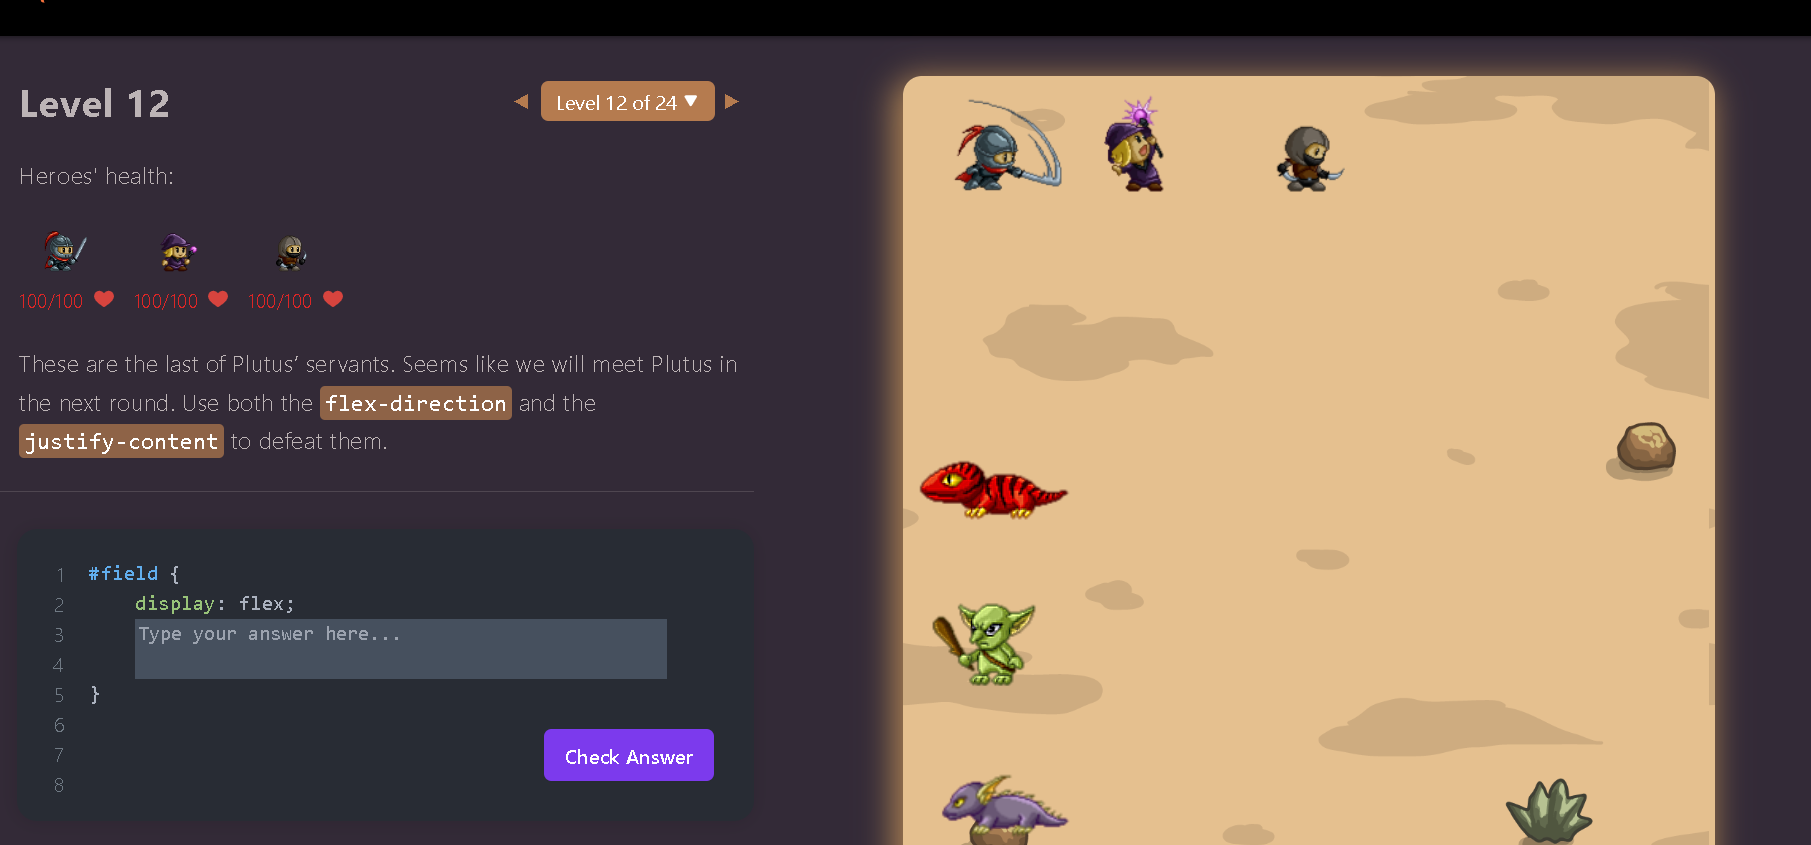 Level 12
Level 12 of 24 ▼
Heroes' health:
100/100 100/100 100/100
These are the last of Plutus’ servants. Seems like we will meet Plutus in
the next round. Use both the flex-direction and the
justify-content to defeat them.
1 #field {
2 display: flex;
3 Type your answer here...
4
5 }
6
7
8
Check Answer